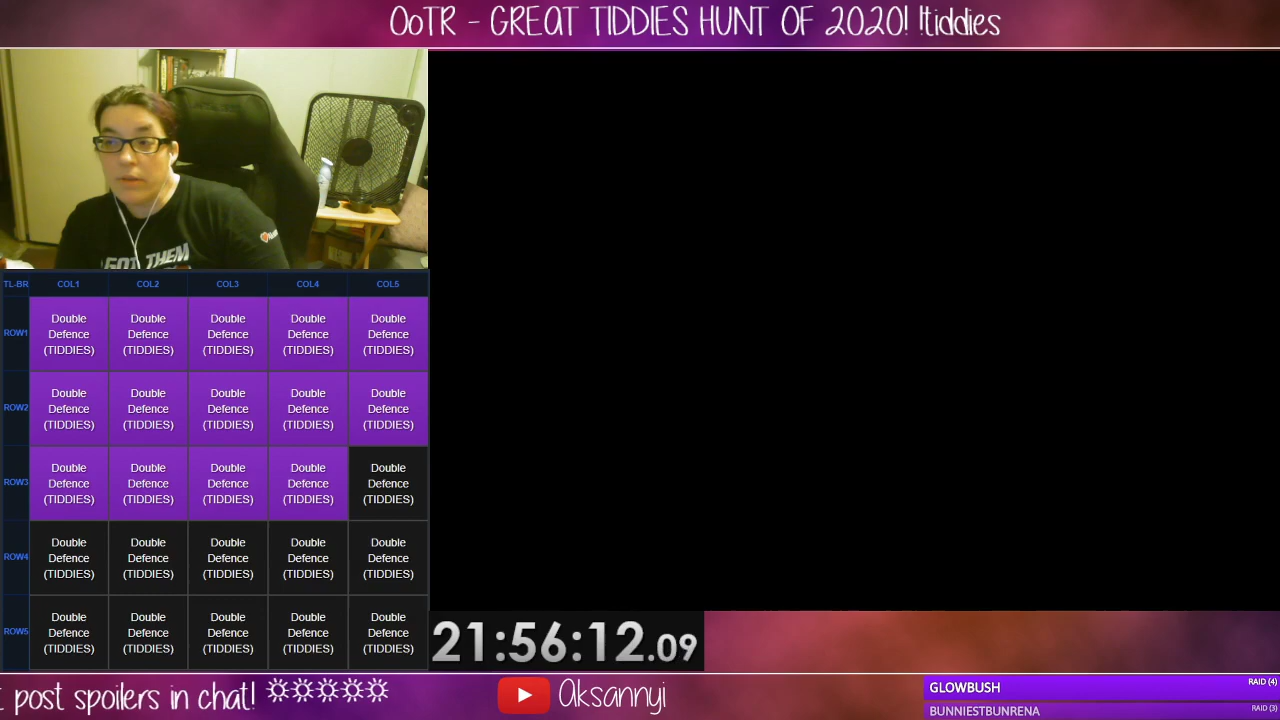 OoTR - GREAT TIDDIES HUNT OF 2020! !tiddies
GOT THEM
TL-BR COL1 COL2 COL3 COL4 COL5
ROW1
Double Defence (TIDDIES)
Double Defence (TIDDIES)
Double Defence (TIDDIES)
Double Defence (TIDDIES)
Double Defence (TIDDIES)
ROW2
Double Defence (TIDDIES)
Double Defence (TIDDIES)
Double Defence (TIDDIES)
Double Defence (TIDDIES)
Double Defence (TIDDIES)
ROW3
Double Defence (TIDDIES)
Double Defence (TIDDIES)
Double Defence (TIDDIES)
Double Defence (TIDDIES)
Double Defence (TIDDIES)
ROW4
Double Defence (TIDDIES)
Double Defence (TIDDIES)
Double Defence (TIDDIES)
Double Defence (TIDDIES)
Double Defence (TIDDIES)
ROW5
Double Defence (TIDDIES)
Double Defence (TIDDIES)
Double Defence (TIDDIES)
Double Defence (TIDDIES)
Double Defence (TIDDIES)
21:56:12.09
t post spoilers in chat!
Aksannyi
GLOWBUSH RAID (4)
BUNNIESTBUNRENA RAID (3)